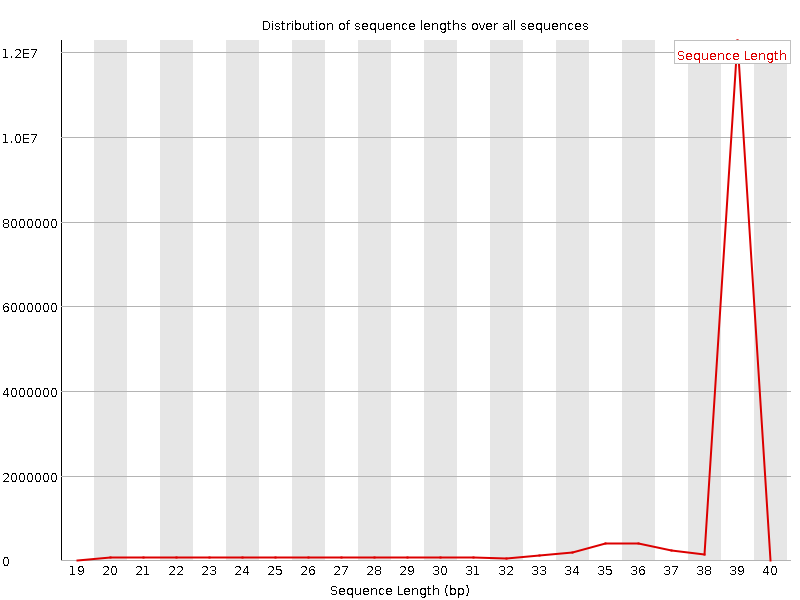 Distribution of sequence lengths over all sequences
Sequence Length
1.2E7
1.0E7
8000000
6000000
4000000
2000000
0
19 20 21 22 23 24 25 26 27 28 29 30 31 32 33 34 35 36 37 38 39 40
Sequence Length (bp)